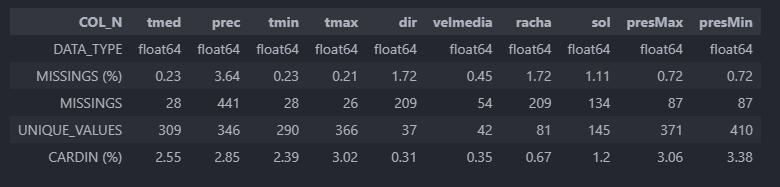 COL_N tmed prec tmin tmax dir velmedia racha sol presMax presMin
DATA_TYPE float64 float64 float64 float64 float64 float64 float64 float64 float64 float64
MISSINGS (%) 0.23 3.64 0.23 0.21 1.72 0.45 1.72 1.11 0.72 0.72
MISSINGS 28 441 28 26 209 54 209 134 87 87
UNIQUE_VALUES 309 346 290 366 37 42 81 145 371 410
CARDIN (%) 2.55 2.85 2.39 3.02 0.31 0.35 0.67 1.2 3.06 3.38